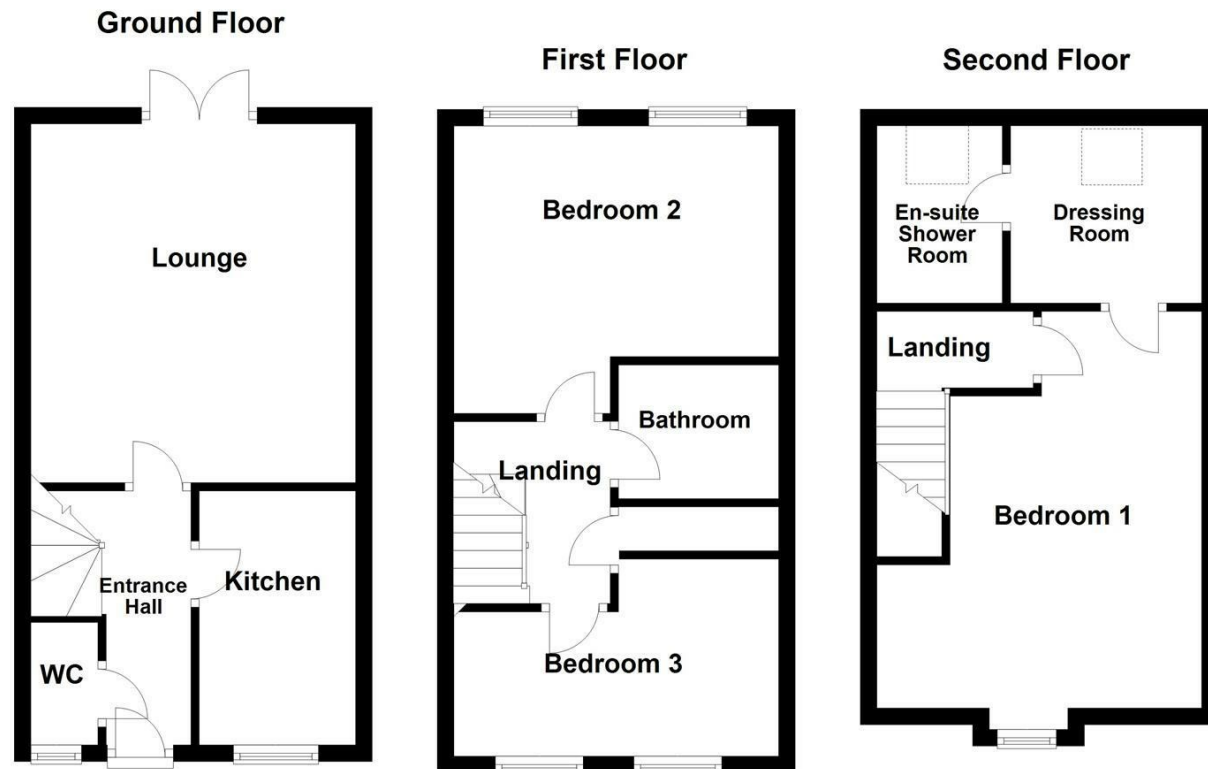 Ground Floor
Lounge
Entrance
Hall
Kitchen
WC
First Floor
Bedroom 2
Bathroom
Landing
Bedroom 3
Second Floor
En-suite
Shower
Room
Dressing
Room
Landing
Bedroom 1